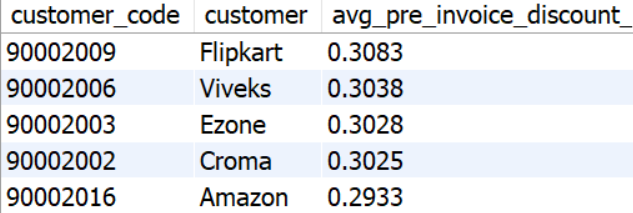 customer_code customer avg_pre_invoice_discount_
90002009 Flipkart 0.3083
90002006 Viveks 0.3038
90002003 Ezone 0.3028
90002002 Croma 0.3025
90002016 Amazon 0.2933